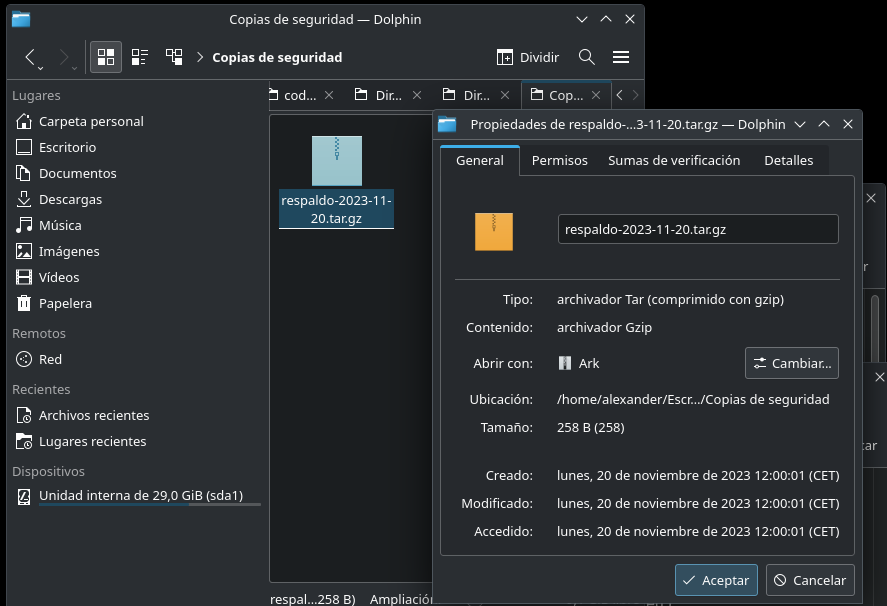 Copias de seguridad — Dolphin
Copias de seguridad
Dividir
Lugares
Carpeta personal
Escritorio
Documentos
Descargas
Música
Imágenes
Vídeos
Papelera
Remotos
Red
Recientes
Archivos recientes
Lugares recientes
Dispositivos
Unidad interna de 29,0 GiB (sda1)
cod...
Dir...
Dir...
Cop...
respaldo-2023-11-
20.tar.gz
respal...258 B)
Propiedades de respaldo-...3-11-20.tar.gz — Dolphin
General
Permisos
Sumas de verificación
Detalles
respaldo-2023-11-20.tar.gz
Tipo: archivador Tar (comprimido con gzip)
Contenido: archivador Gzip
Abrir con: Ark
Cambiar...
Ubicación: /home/alexander/Escr.../Copias de seguridad
Tamaño: 258 B (258)
Creado: lunes, 20 de noviembre de 2023 12:00:01 (CET)
Modificado: lunes, 20 de noviembre de 2023 12:00:01 (CET)
Accedido: lunes, 20 de noviembre de 2023 12:00:01 (CET)
Aceptar
Cancelar